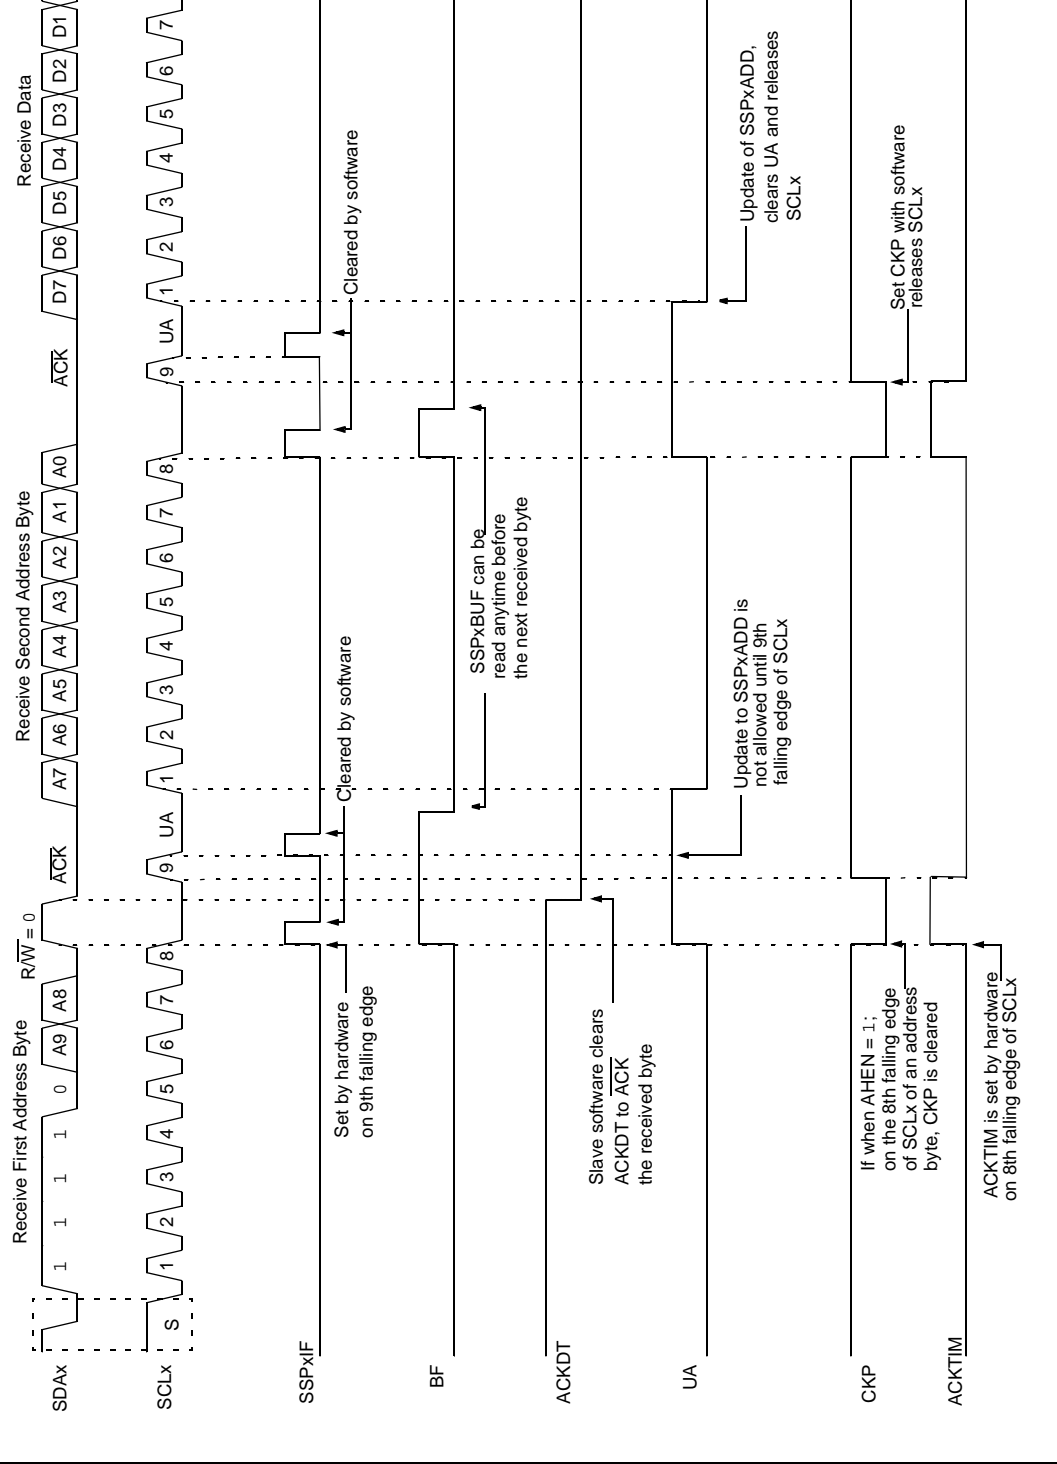 Receive First Address Byte
R/W = 0
Receive Second Address Byte
Receive Data
SDAx
1 1 1 1 0 A9 A8 ACK A7 A6 A5 A4 A3 A2 A1 A0 ACK D7 D6 D5 D4 D3 D2 D1
SCLx
S 1 2 3 4 5 6 7 8 9 UA 1 2 3 4 5 6 7 8 9 UA 1 2 3 4 5 6 7
SSPxIF
Set by hardware
on 9th falling edge
Cleared by software
Cleared by software
BF
SSPxBUF can be
read anytime before
the next received byte
ACKDT
Slave software clears
ACKDT to ACK
the received byte
UA
Update to SSPxADD is
not allowed until 9th
falling edge of SCLx
Update of SSPxADD,
clears UA and releases
SCLx
CKP
If when AHEN = 1;
on the 8th falling edge
of SCLx of an address
byte, CKP is cleared
Set CKP with software
releases SCLx
ACKTIM
ACKTIM is set by hardware
on 8th falling edge of SCLx